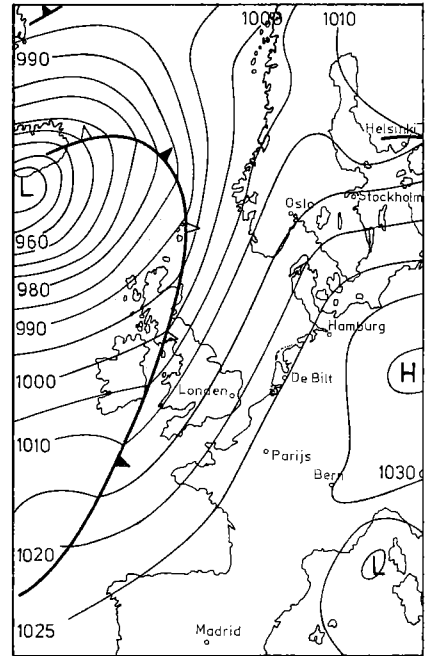 1000
1010
990
Helsinki
L
Stockholm
Oslo
960
980
990
Hamburg
1000
H
Londen
De Bilt
1010
Parijs
Bern
1030
1020
L
1025
Madrid